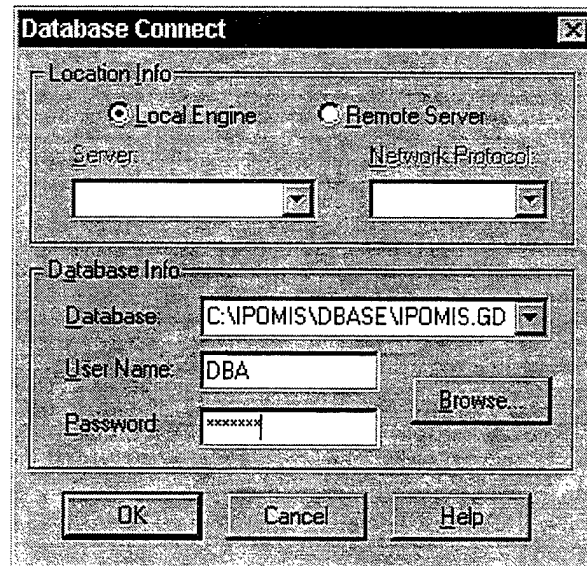 Database Connect
Location Info
Local Engine Remote Server
Server: Network Protocol:
Database Info
Database: C:\IPOMIS\DBASE\IPOMIS.GD
User Name: DBA
Browse...
Password: xxxxxxx
OK Cancel Help